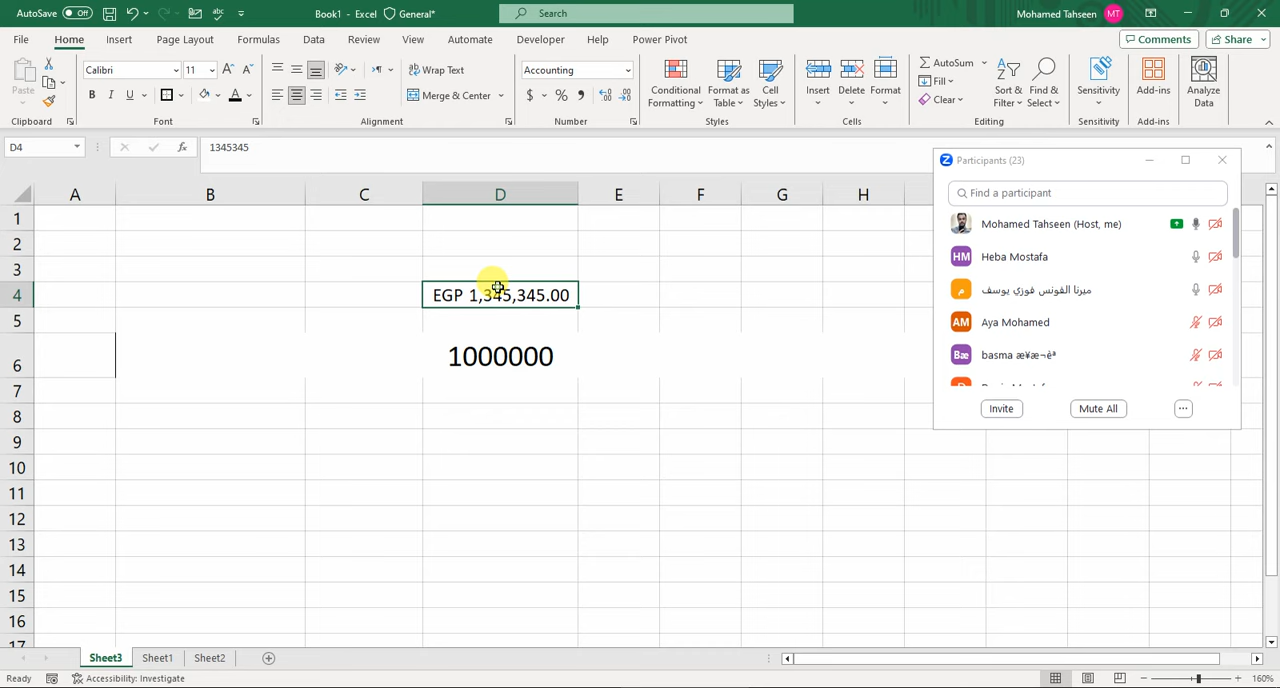 AutoSave Off Book1 - Excel General* Search Mohamed Tahseen MT
File Home Insert Page Layout Formulas Data Review View Automate Developer Help Power Pivot Comments Share
Paste Calibri 11 Wrap Text Accounting Conditional Formatting Format as Table Cell Styles Insert Delete Format AutoSum Fill Clear Sort & Filter Find & Select Sensitivity Add-ins Analyze Data
B I U A Merge & Center $ %
Clipboard Font Alignment Number Styles Cells Editing Sensitivity Add-ins
D4 fx 1345345
Participants (23)
Find a participant
A B C D E F G H
1
2
3
4 EGP 1,345,345.00
5
6 1000000
7
8
9
10
11
12
13
14
15
16
17
Mohamed Tahseen (Host, me)
HM Heba Mostafa
م ميرنا الفونس فوزي يوسف
AM Aya Mohamed
Bæ basma æ¥æ¬èª
Invite Mute All
Sheet3 Sheet1 Sheet2
Ready Accessibility: Investigate 160%